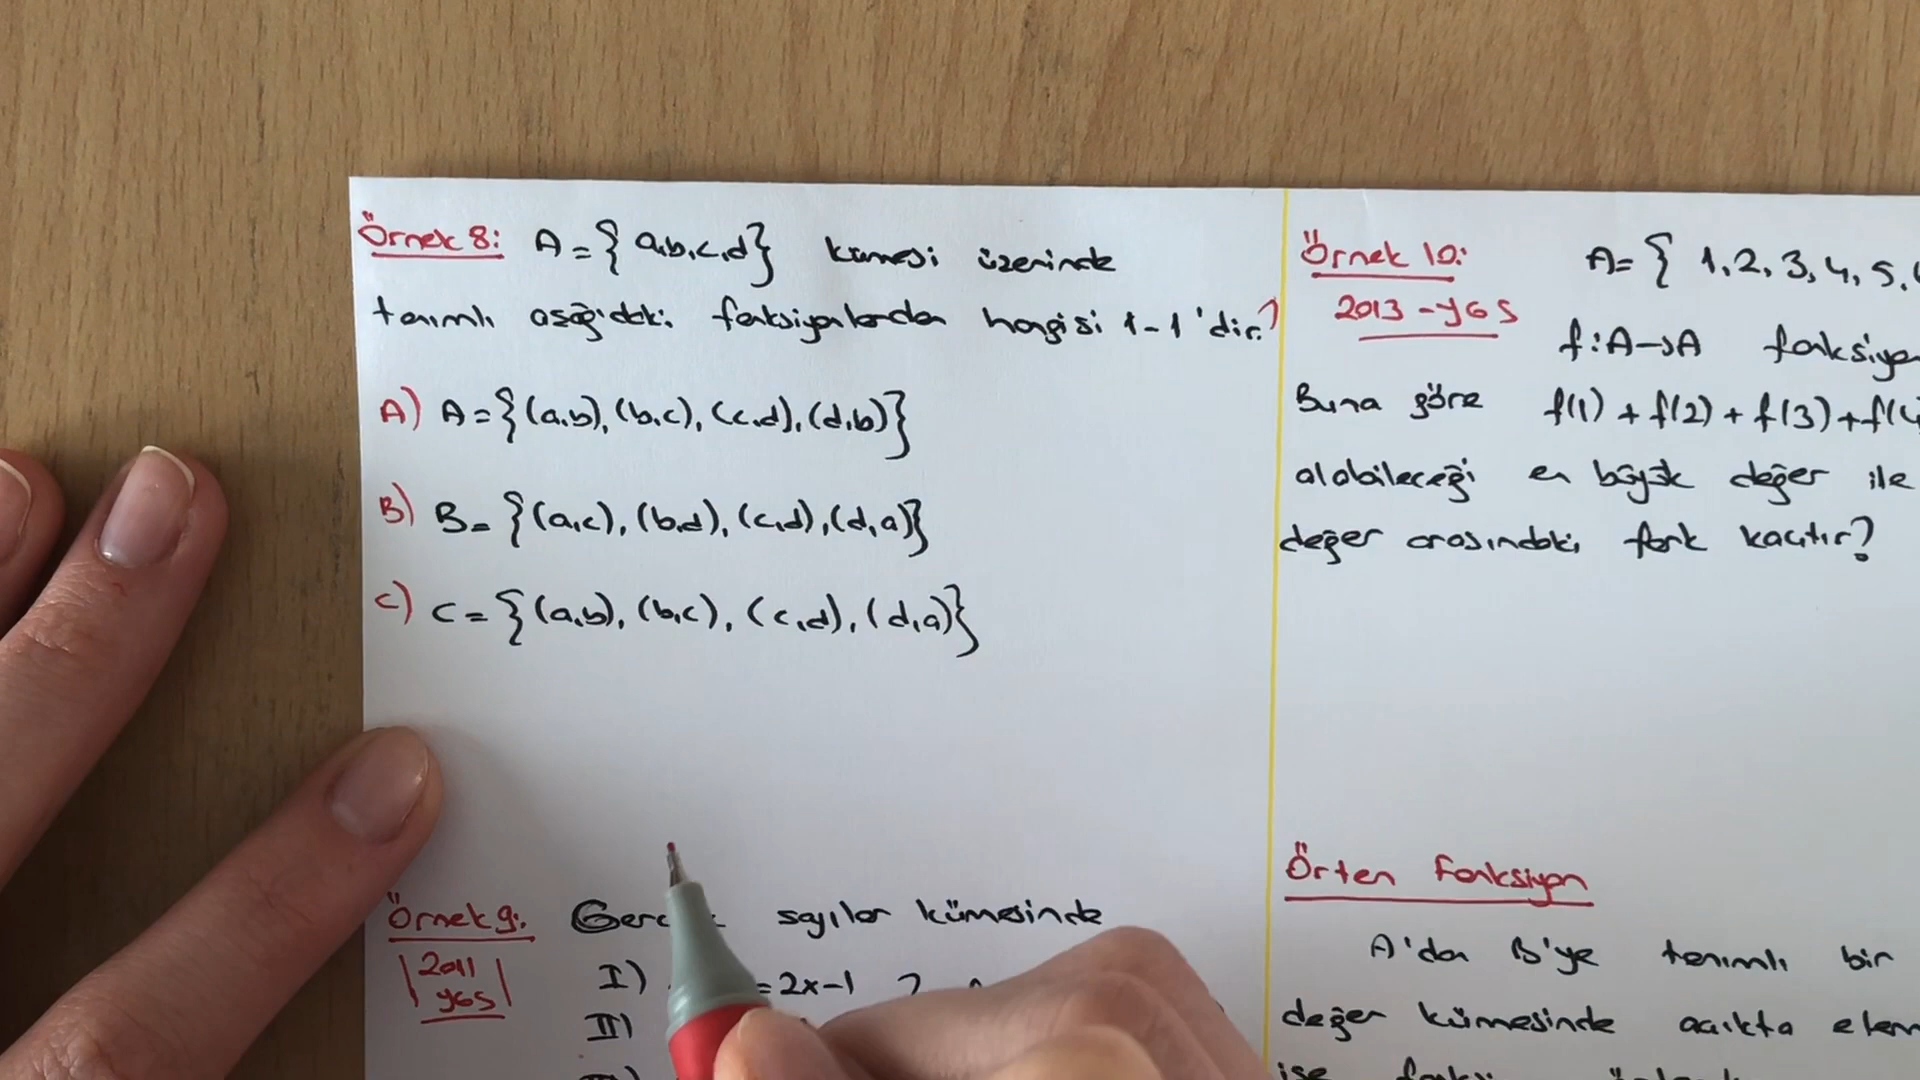 Örnek 8: A = { a,b,c,d } kümesi üzerinde
tanımlı aşağıdaki fonksiyonlardan hangisi 1-1 'dir?
A) A = {(a,b), (b,c), (c,d), (d,b)}
B) B = {(a,c), (b,d), (c,d), (d,a)}
C) C = {(a,b), (b,c), (c,d), (d,a)}
Örnek 9: sayılar kümesinde
2011
YGS
I) = 2x-1
II)
Örnek 10: A = { 1, 2, 3, 4, 5,
2013 - YGS
f : A → A
Buna göre f(1) + f(2) + f(3) +
alabileceği en büyük değer ile
değer arasındaki fark kaçtır?
Örten Fonksiyon
A'dan B'ye tanımlı bir
değer kümesinde açıkta
ise